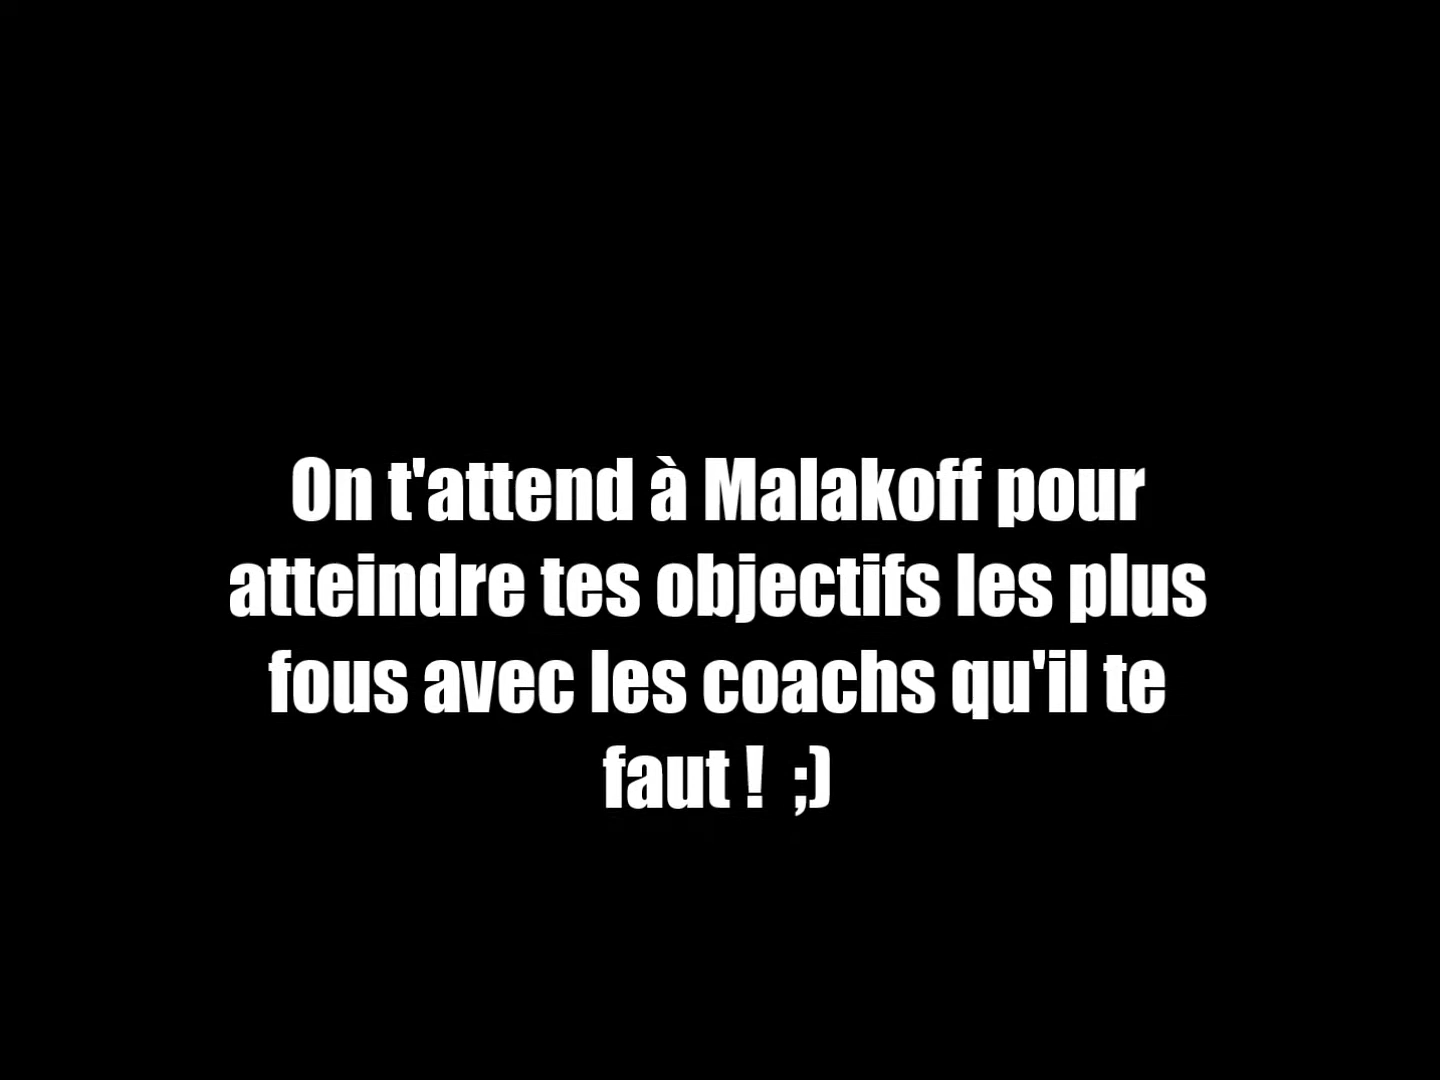 On t'attend à Malakoff pour
atteindre tes objectifs les plus
fous avec les coachs qu'il te
faut ! ;)